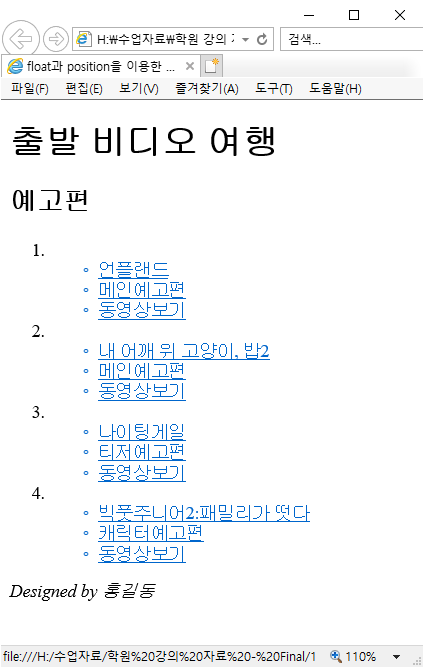 H:₩수업자료₩학원 강의
검색...
float과 position을 이용한 ...
파일(F) 편집(E) 보기(V) 즐겨찾기(A) 도구(T) 도움말(H)
출발 비디오 여행
예고편
1.
언플랜드
메인예고편
동영상보기
2.
내 어깨 위 고양이, 밥2
메인예고편
동영상보기
3.
나이팅게일
티저예고편
동영상보기
4.
빅풋주니어2:패밀리가 떳다
캐릭터예고편
동영상보기
Designed by 홍길동
file:///H:/수업자료/학원%20강의%20자료%20-%20Final/1 110%